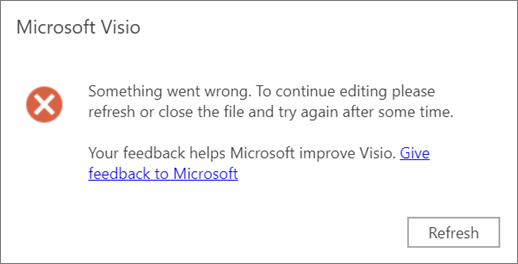 Microsoft Visio
Something went wrong. To continue editing please
refresh or close the file and try again after some time.
Your feedback helps Microsoft improve Visio. Give
feedback to Microsoft
Refresh